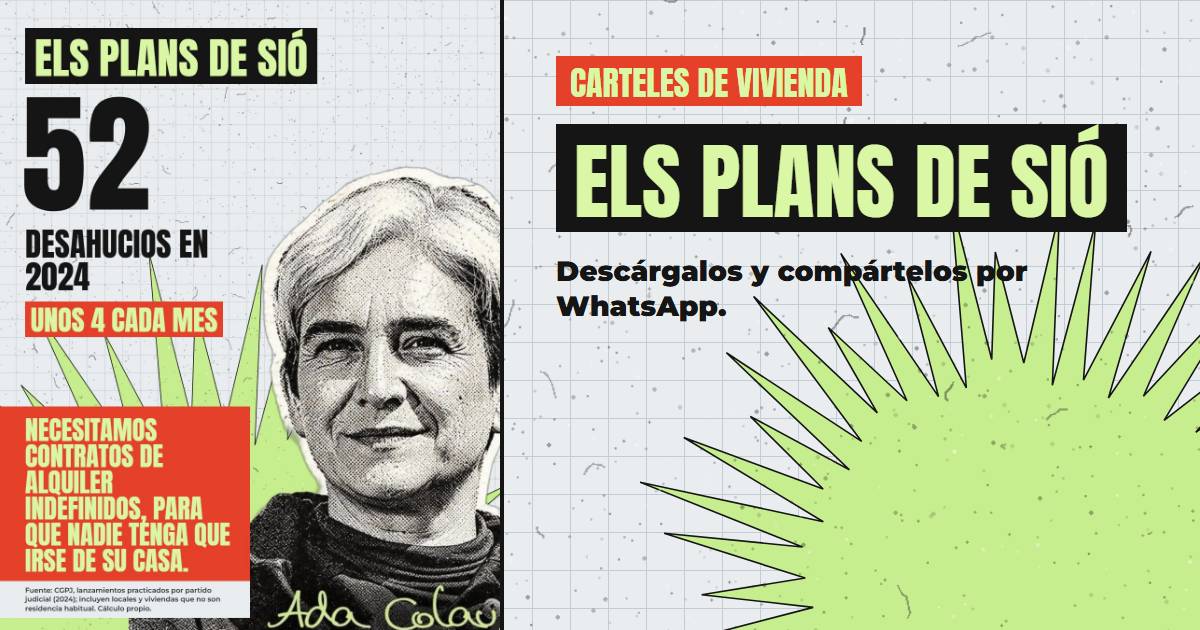 ELS PLANS DE SIÓ
52
DESAHUCIOS EN
2024
UNOS 4 CADA MES
NECESITAMOS
CONTRATOS DE
ALQUILER
INDEFINIDOS, PARA
QUE NADIE TENGA QUE
IRSE DE SU CASA.
Fuente: CGPJ, lanzamientos practicados por partido
judicial (2024); incluyen locales y viviendas que no son
residencia habitual. Cálculo propio.
Ada Colau
CARTELES DE VIVIENDA
ELS PLANS DE SIÓ
Descárgalos y compártelos por
WhatsApp.